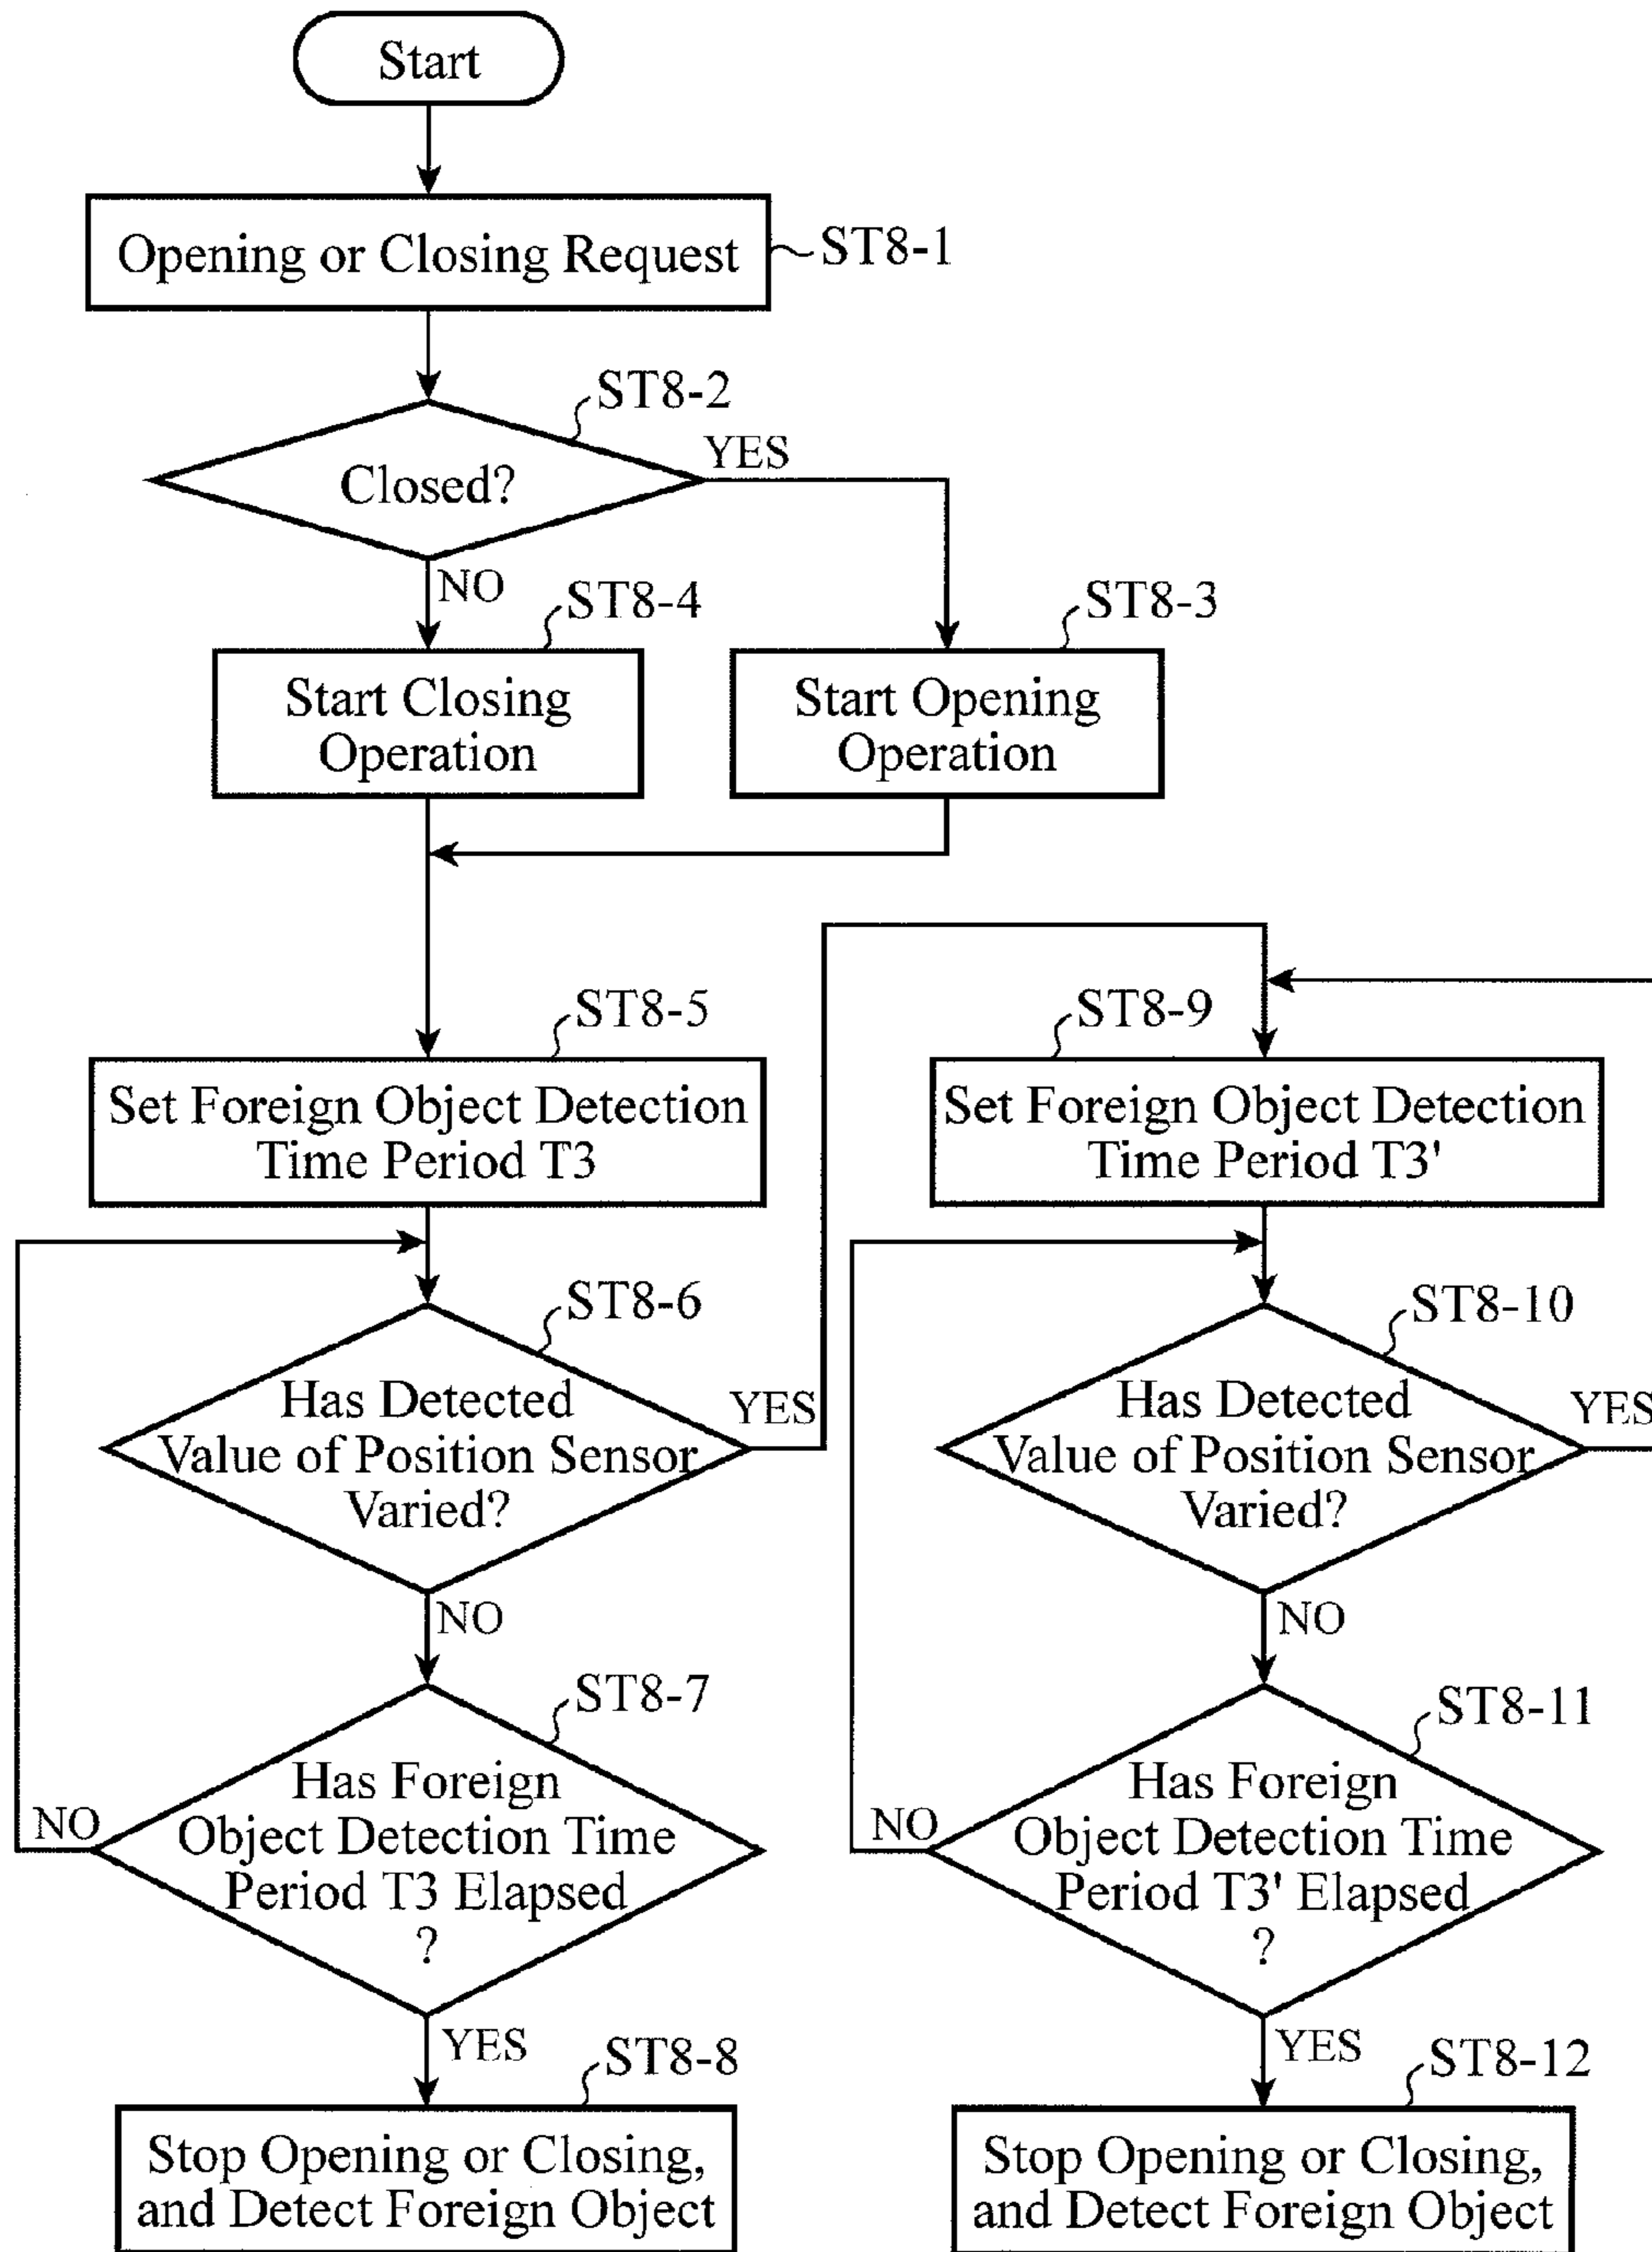 Start
Opening or Closing Request
ST8-1
ST8-2
Closed?
YES
NO
ST8-4
ST8-3
Start Closing
Operation
Start Opening
Operation
ST8-5
Set Foreign Object Detection
Time Period T3
ST8-9
Set Foreign Object Detection
Time Period T3'
ST8-6
Has Detected
Value of Position Sensor
Varied?
YES
NO
ST8-10
Has Detected
Value of Position Sensor
Varied?
YES
NO
ST8-7
Has Foreign
Object Detection Time
Period T3 Elapsed
?
NO
YES
ST8-11
Has Foreign
Object Detection Time
Period T3' Elapsed
?
NO
YES
ST8-8
Stop Opening or Closing,
and Detect Foreign Object
ST8-12
Stop Opening or Closing,
and Detect Foreign Object